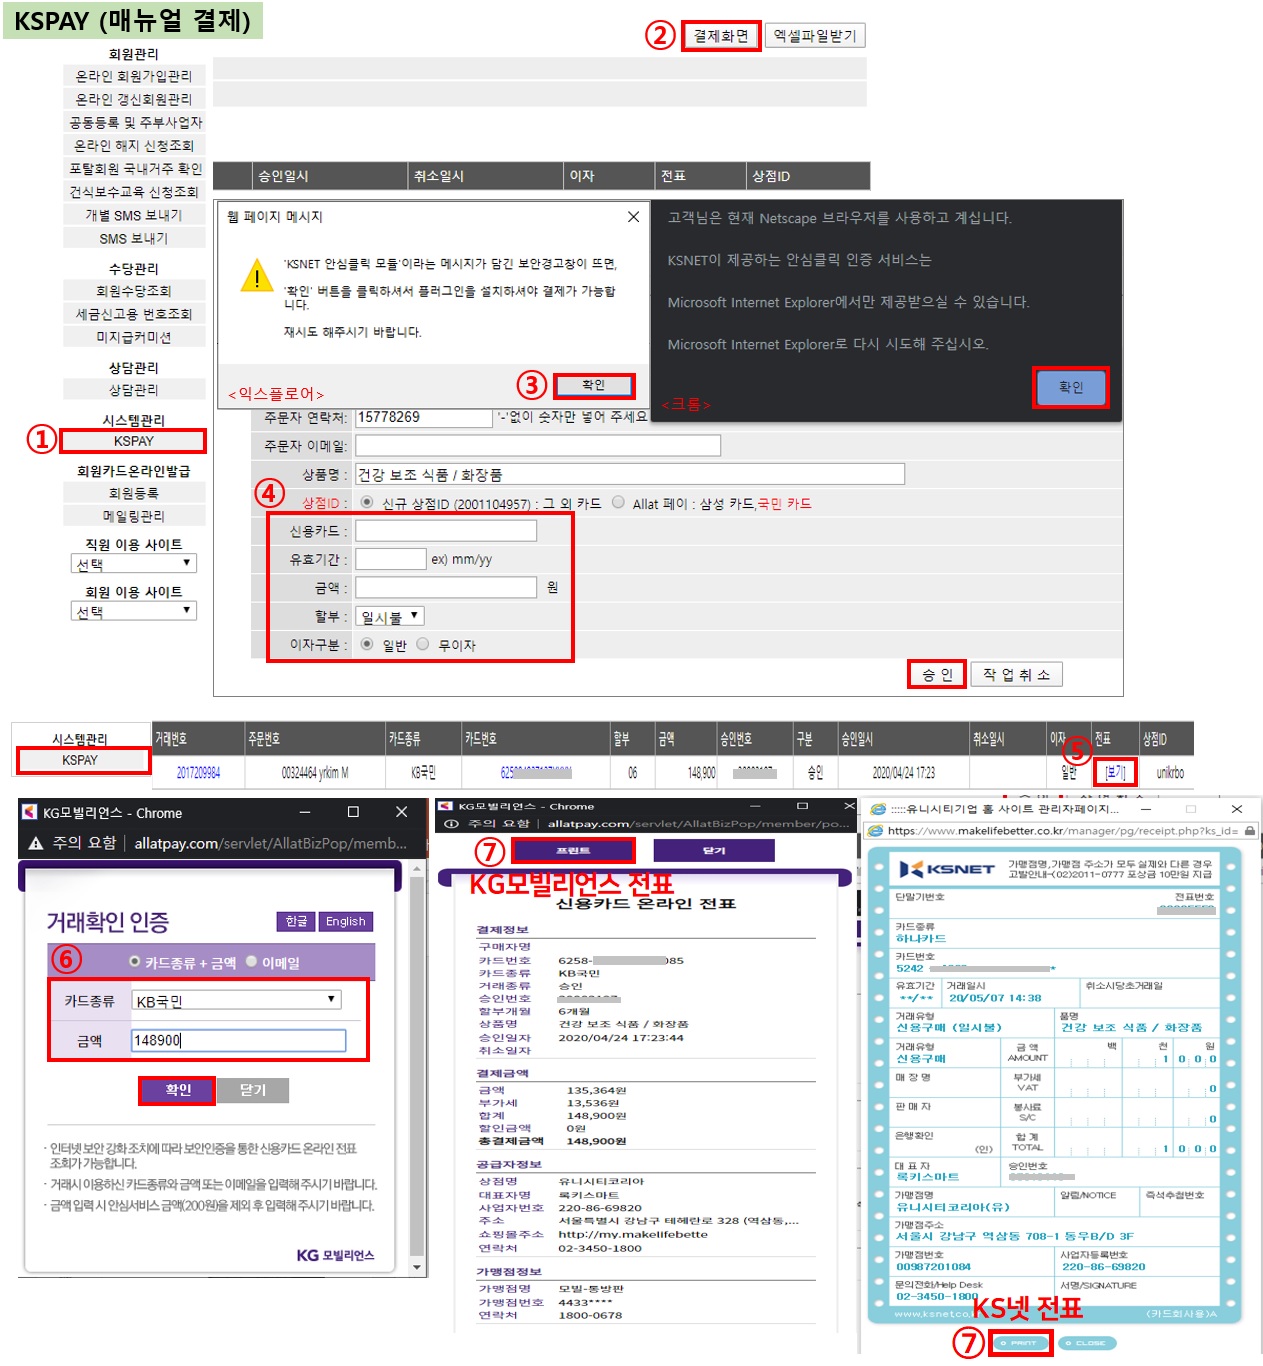 KSPAY (매뉴얼 결제)
② 결제화면 엑셀파일받기
회원관리
온라인 회원가입관리
온라인 갱신회원관리
공동등록 및 주부사업자
온라인 해지 신청조회
포탈회원 국내거주 확인
건식보수교육 신청조회
개별 SMS 보내기
SMS 보내기
수당관리
회원수당조회
세금신고용 번호조회
미지급커미션
상담관리
상담관리
시스템관리
① KSPAY
회원카드온라인발급
회원등록
메일링관리
직원 이용 사이트
선택
회원 이용 사이트
선택
승인일시 취소일시 이자 전표 상점ID
웹 페이지 메시지
'KSNET 안심클릭 모듈'이라는 메시지가 담긴 보안경고창이 뜨면,
'확인' 버튼을 클릭하셔서 플러그인을 설치하셔야 결제가 가능합
니다.
재시도 해주시기 바랍니다.
③ 확인
<익스플로어>
고객님은 현재 Netscape 브라우저를 사용하고 계십니다.
KSNET이 제공하는 안심클릭 인증 서비스는
Microsoft Internet Explorer에서만 제공받으실 수 있습니다.
Microsoft Internet Explorer로 다시 시도해 주십시오.
확인
<크롬>
주문자 연락처: 15778269 '-'없이 숫자만 넣어 주세요
주문자 이메일:
상품명 : 건강 보조 식품 / 화장품
④ 상점ID : 신규 상점ID (2001104957) : 그 외 카드 Allat 페이 : 삼성 카드,국민 카드
신용카드 :
유효기간 : ex) mm/yy
금액 : 원
할부 : 일시불
이자구분 : 일반 무이자
승 인 작 업 취 소
시스템관리
KSPAY
거래번호 주문번호 카드종류 카드번호 할부 금액 승인번호 구분 승인일시 취소일시 이자 전표 상점ID
2017209984 00324464 yrkim M KB국민 06 148,900 승인 2020/04/24 17:23 일반 ⑤ [보기] unikrbo
KG모빌리언스 - Chrome
주의 요함 | allatpay.com/servlet/AllatBizPop/memb...
거래확인 인증 한글 English
⑥ 카드종류 + 금액 이메일
카드종류 KB국민
금액 148900
확인 닫기
· 인터넷 보안 강화 조치에 따라 보안인증을 통한 신용카드 온라인 전표
조회가 가능합니다.
· 거래시 이용하신 카드종류와 금액 또는 이메일을 입력해 주시기 바랍니다.
· 금액 입력 시 안심서비스 금액(200원)을 제외 후 입력해 주시기 바랍니다.
KG 모빌리언스
KG모빌리언스 - Chrome
주의 요함 | allatpay.com/servlet/AllatBizPop/member/po...
⑦ 프린트 닫기
KG모빌리언스 전표
신용카드 온라인 전표
결제정보
구매자명
카드번호 6258- 085
카드종류 KB국민
거래종류 승인
승인번호
할부개월 6개월
상품명 건강 보조 식품 / 화장품
승인일자 2020/04/24 17:23:44
취소일자
결제금액
금액 135,364원
부가세 13,536원
합계 148,900원
할인금액 0원
총결제금액 148,900원
공급자정보
상점명 유니시티코리아
대표자명 록키스마트
사업자번호 220-86-69820
주소 서울특별시 강남구 테헤란로 328 (역삼동,...
쇼핑몰주소 http://my.makelifebette
연락처 02-3450-1800
가맹점정보
가맹점명 모빌-통방판
가맹점번호 4433****
연락처 1800-0678
:::::유니시티기업 홈 사이트 관리자페이지...
https://www.makelifebetter.co.kr/manager/pg/receipt.php?ks_id=
KSNET 가맹점명,가맹점 주소가 모두 실제와 다른 경우
고발안내-(02)2011-0777 포상금 10만원 지급
단말기번호 전표번호
카드종류
하나카드
카드번호
5242 *
유효기간 거래일시 취소시당초거래일
**/** 20/05/07 14:38
거래유형 품명
신용구매 (일시불) 건강 보조 식품 / 화장품
거래유형 금 액 백 천 원
신용구매 AMOUNT 1 0 0 0
매 장 명 부가세
VAT 0
판 매 자 봉사료
S/C 0
은행확인 합 계
(인) TOTAL 1 0 0 0
대 표 자 승인번호
록키스마트
가맹점명 알림/NOTICE 즉석추첨번호
유니시티코리아(유)
가맹점주소
서울시 강남구 역삼동 708-1 동우B/D 3F
가맹점번호 사업자등록번호
00987201084 220-86-69820
문의전화/Help Desk 서명/SIGNATURE
02-3450-1800
KS넷 전표
www.ksnet.co.k (카드회사용)A
⑦ PRINT CLOSE